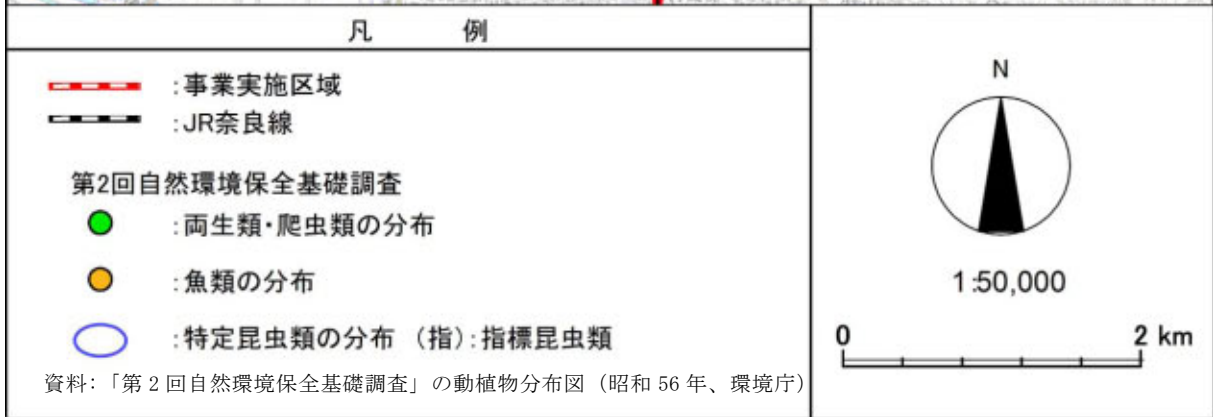 凡 例
:事業実施区域
:JR奈良線
第2回自然環境保全基礎調査
:両生類・爬虫類の分布
:魚類の分布
:特定昆虫類の分布 (指):指標昆虫類
資料:「第2回自然環境保全基礎調査」の動植物分布図(昭和56年、環境庁)
N
1:50,000
0 2 km